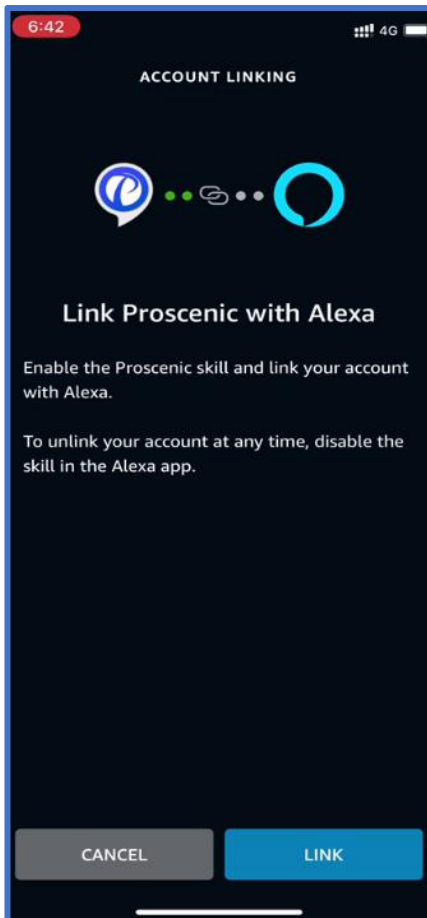 6:42
4G
ACCOUNT LINKING
Link Proscenic with Alexa
Enable the Proscenic skill and link your account
with Alexa.
To unlink your account at any time, disable the
skill in the Alexa app.
CANCEL
LINK